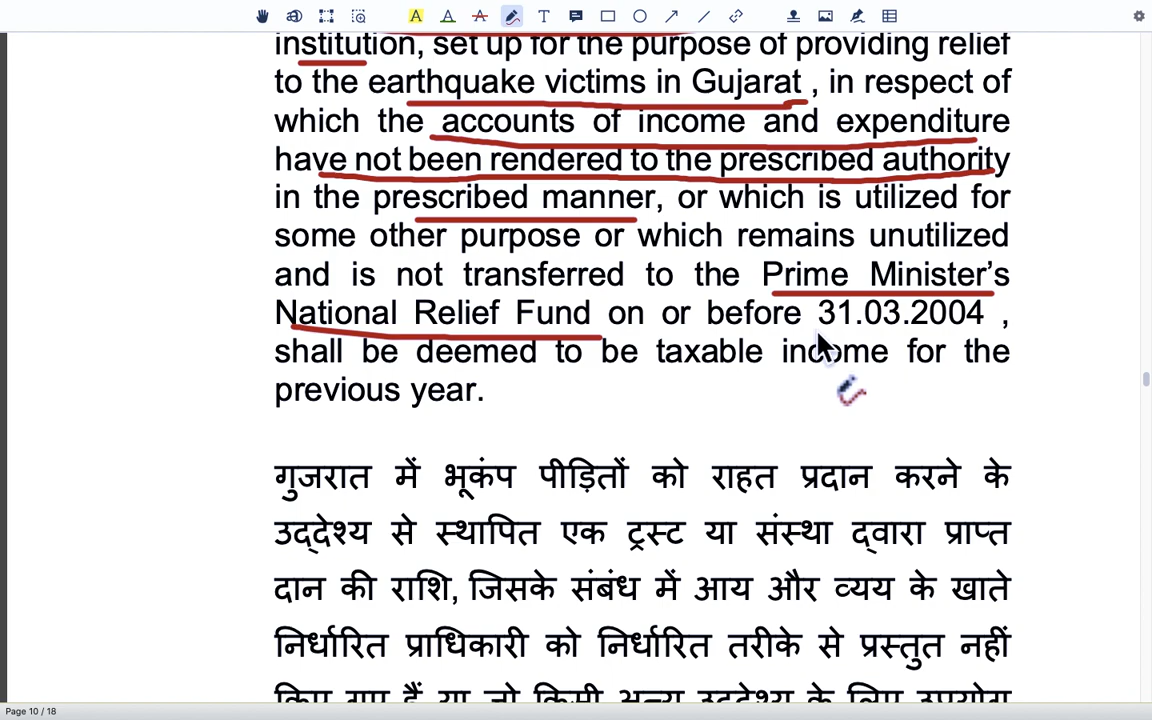 institution, set up for the purpose of providing relief
to the earthquake victims in Gujarat , in respect of
which the accounts of income and expenditure
have not been rendered to the prescribed authority
in the prescribed manner, or which is utilized for
some other purpose or which remains unutilized
and is not transferred to the Prime Minister’s
National Relief Fund on or before 31.03.2004 ,
shall be deemed to be taxable income for the
previous year.
गुजरात में भूकंप पीड़ितों को राहत प्रदान करने के
उद्देश्य से स्थापित एक ट्रस्ट या संस्था द्वारा प्राप्त
दान की राशि, जिसके संबंध में आय और व्यय के खाते
निर्धारित प्राधिकारी को निर्धारित तरीके से प्रस्तुत नहीं
किए गए हैं या जो किसी अन्य उद्देश्य के लिए उपयोग
Page 10 / 18